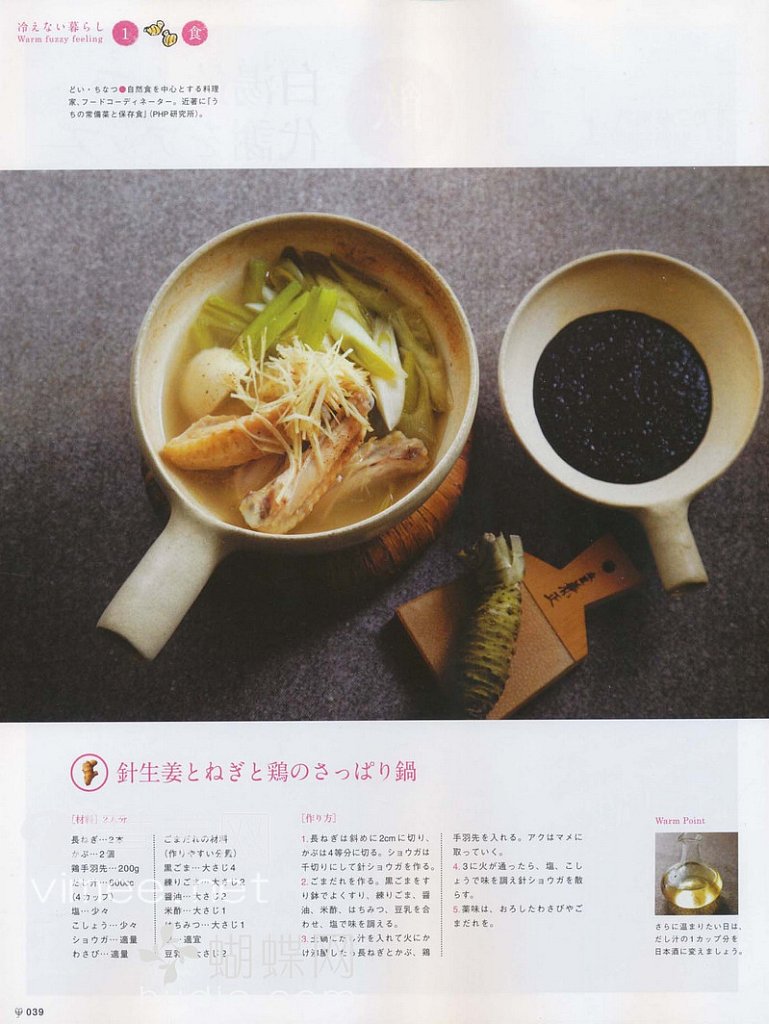 冷えない暮らし
Warm fuzzy feeling
1
食
どい・ちなつ●自然食を中心とする料理
家、フードコーディネーター。近著に『う
ちの常備菜と保存食』(PHP研究所)。
針生姜とねぎと鶏のさっぱり鍋
[材料] 2人分
長ねぎ…2本
かぶ…2個
鶏手羽先…200g
だし汁…800cc
(4カップ)
塩…少々
こしょう…少々
ショウガ…適量
わさび…適量
ごまだれの材料
(作りやすい分量)
黒ごま…大さじ4
練りごま…大さじ2
醤油…大さじ2
米酢…大さじ1
はちみつ…大さじ1
適宜
豆乳…大さじ2
[作り方]
1.長ねぎは斜めに2cmに切り、
かぶは4等分に切る。ショウガは
千切りにして針ショウガを作る。
2.ごまだれを作る。黒ごまをす
り鉢でよくすり、練りごま、醤
油、米酢、はちみつ、豆乳を合
わせ、塩で味を調える。
3.土鍋にだし汁を入れて火にか
け沸騰したら長ねぎとかぶ、鶏
手羽先を入れる。アクはマメに
取っていく。
4.3に火が通ったら、塩、こしょ
うで味を調え針ショウガを散
らす。
5.薬味は、おろしたわさびやご
まだれを。
Warm Point
さらに温まりたい日は、
だし汁の1カップ分を
日本酒に変えましょう。
蝴蝶网
039